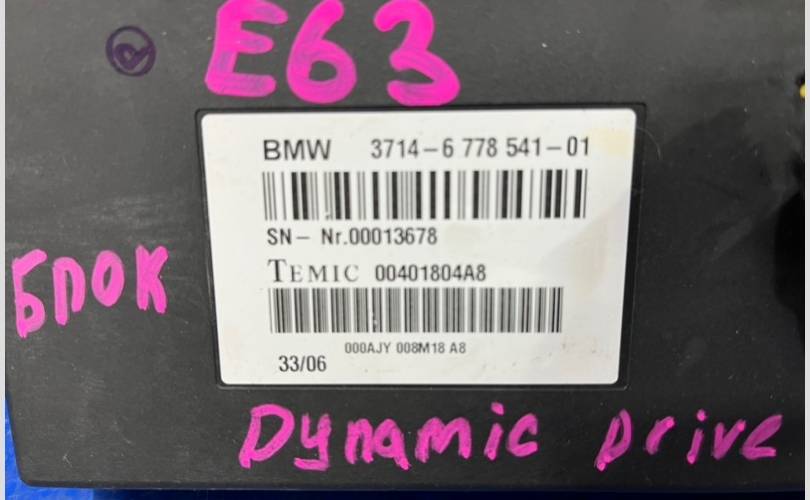 E63
BMW 3714-6 778 541-01
SN- Nr.00013678
TEMIC 00401804A8
000AJY 008M18 A8
33/06
БЛОК
Dynamic Drive